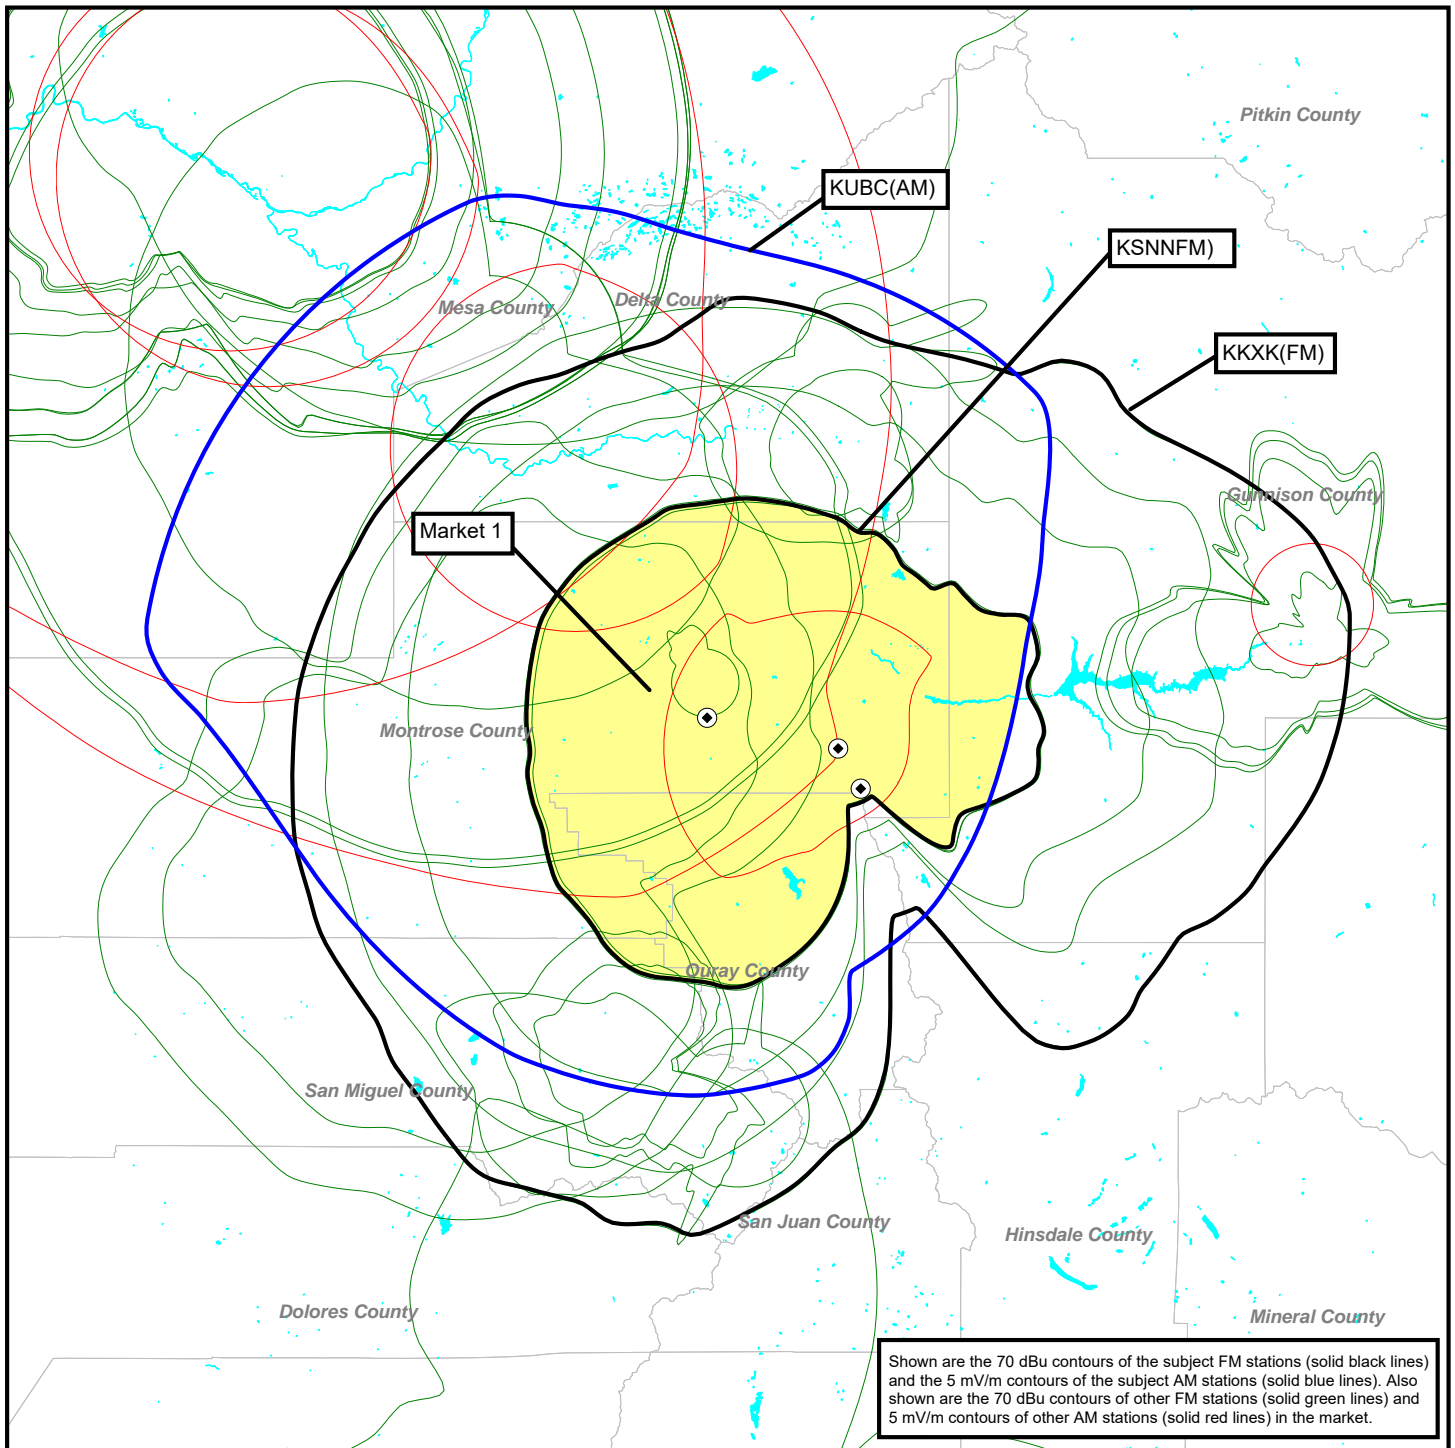 Pitkin County
KUBC(AM)
KSNNFM)
Mesa County
Delta County
KKXK(FM)
Gunnison County
Market 1
Montrose County
Ouray County
San Miguel County
San Juan County
Hinsdale County
Dolores County
Mineral County
Shown are the 70 dBu contours of the subject FM stations (solid black lines)
and the 5 mV/m contours of the subject AM stations (solid blue lines). Also
shown are the 70 dBu contours of other FM stations (solid green lines) and
5 mV/m contours of other AM stations (solid red lines) in the market.